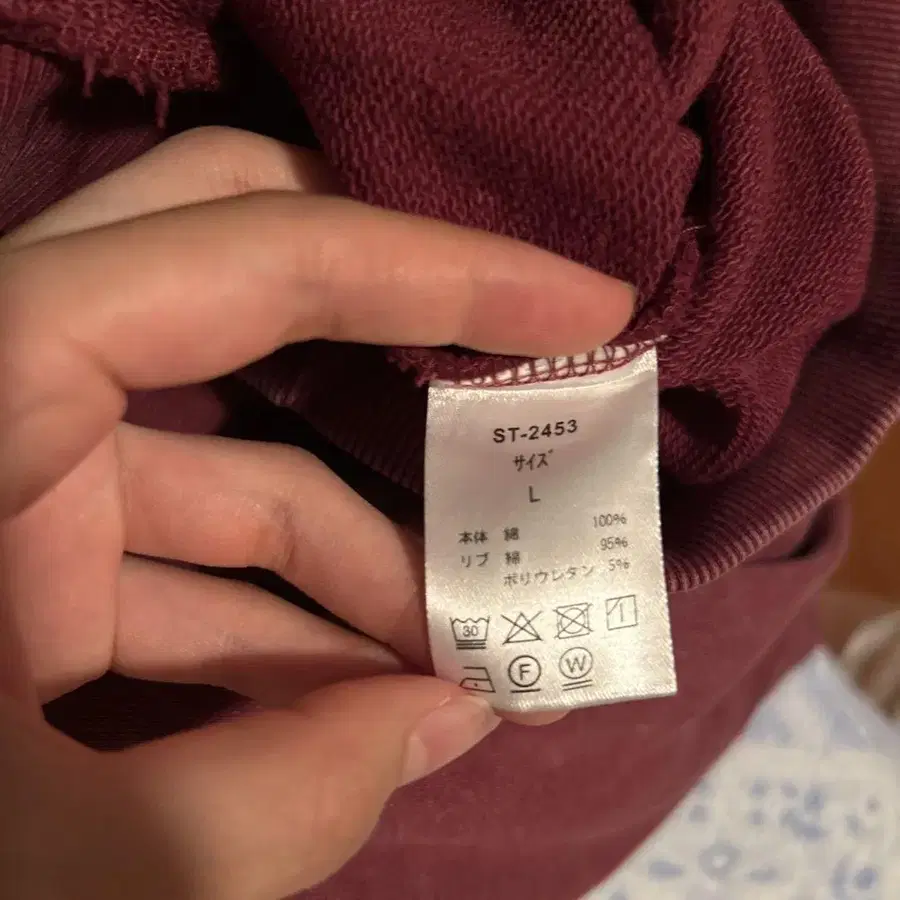 ST-2453
サイズ
L
本体 綿 100%
リブ 綿 95%
ポリウレタン 5%
30
F W